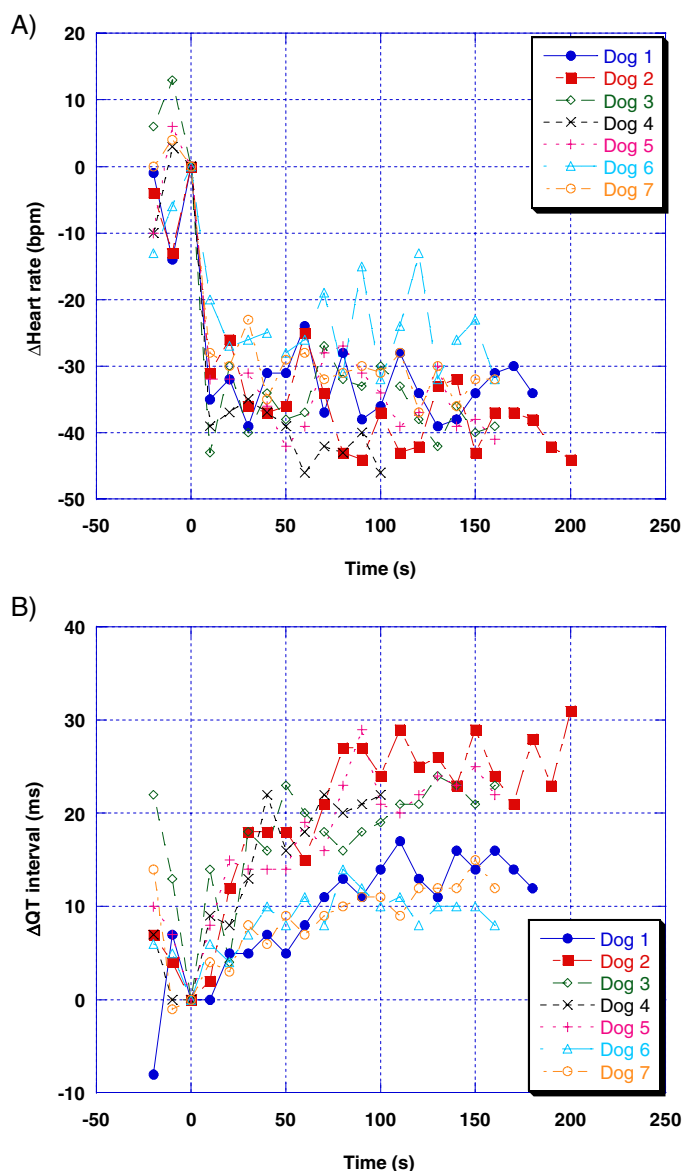 A)
20
10
0
-10
-20
-30
-40
-50
ΔHeart rate (bpm)
Dog 1
Dog 2
Dog 3
Dog 4
Dog 5
Dog 6
Dog 7
-50 0 50 100 150 200 250
Time (s)
B)
40
30
20
10
0
-10
ΔQT interval (ms)
Dog 1
Dog 2
Dog 3
Dog 4
Dog 5
Dog 6
Dog 7
-50 0 50 100 150 200 250
Time (s)